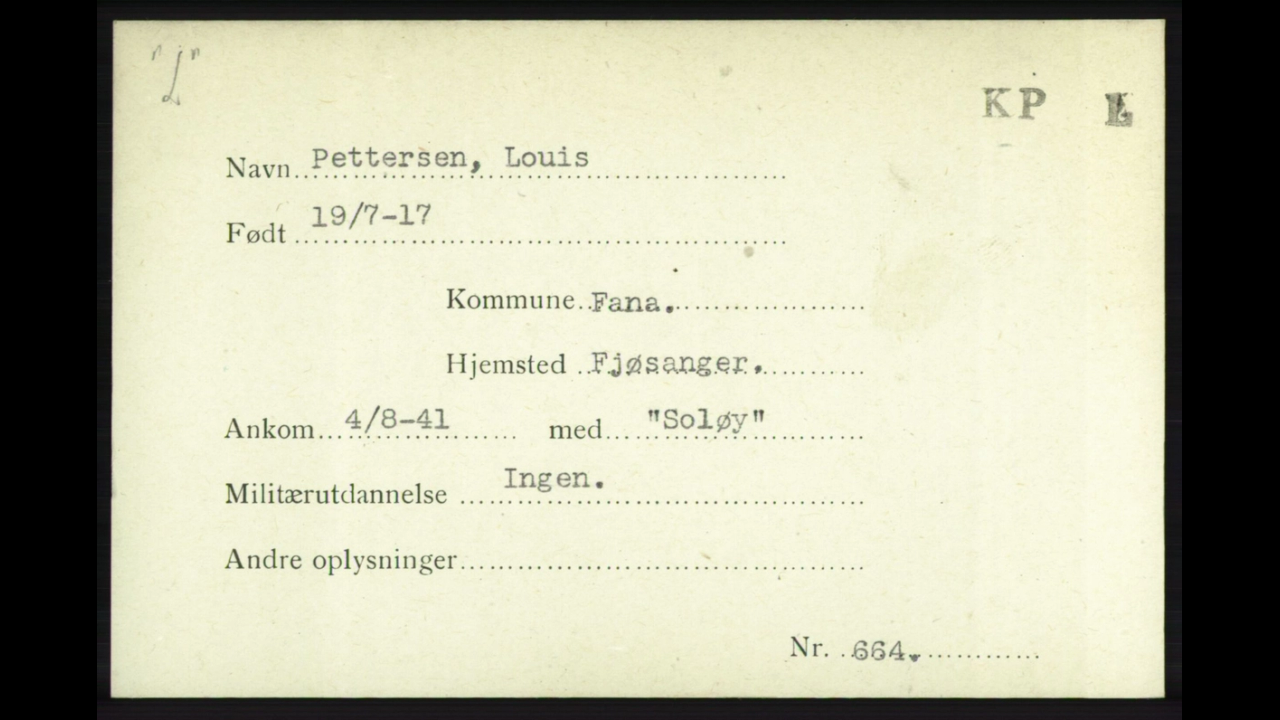 "L"
KP L
Navn Pettersen, Louis
Født 19/7-17
Kommune Fana.
Hjemsted Fjøsanger.
Ankom 4/8-41 med "Soløy"
Militærutdannelse Ingen.
Andre oplysninger
Nr. 664.